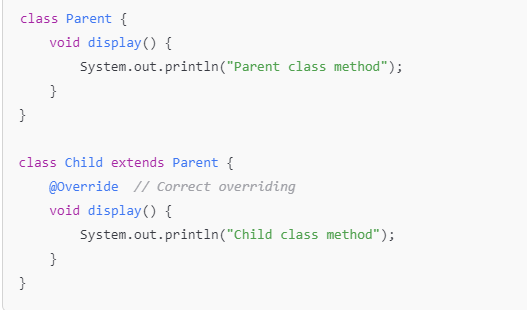 class Parent {
    void display() {
        System.out.println("Parent class method");
    }
}

class Child extends Parent {
    @Override  // Correct overriding
    void display() {
        System.out.println("Child class method");
    }
}